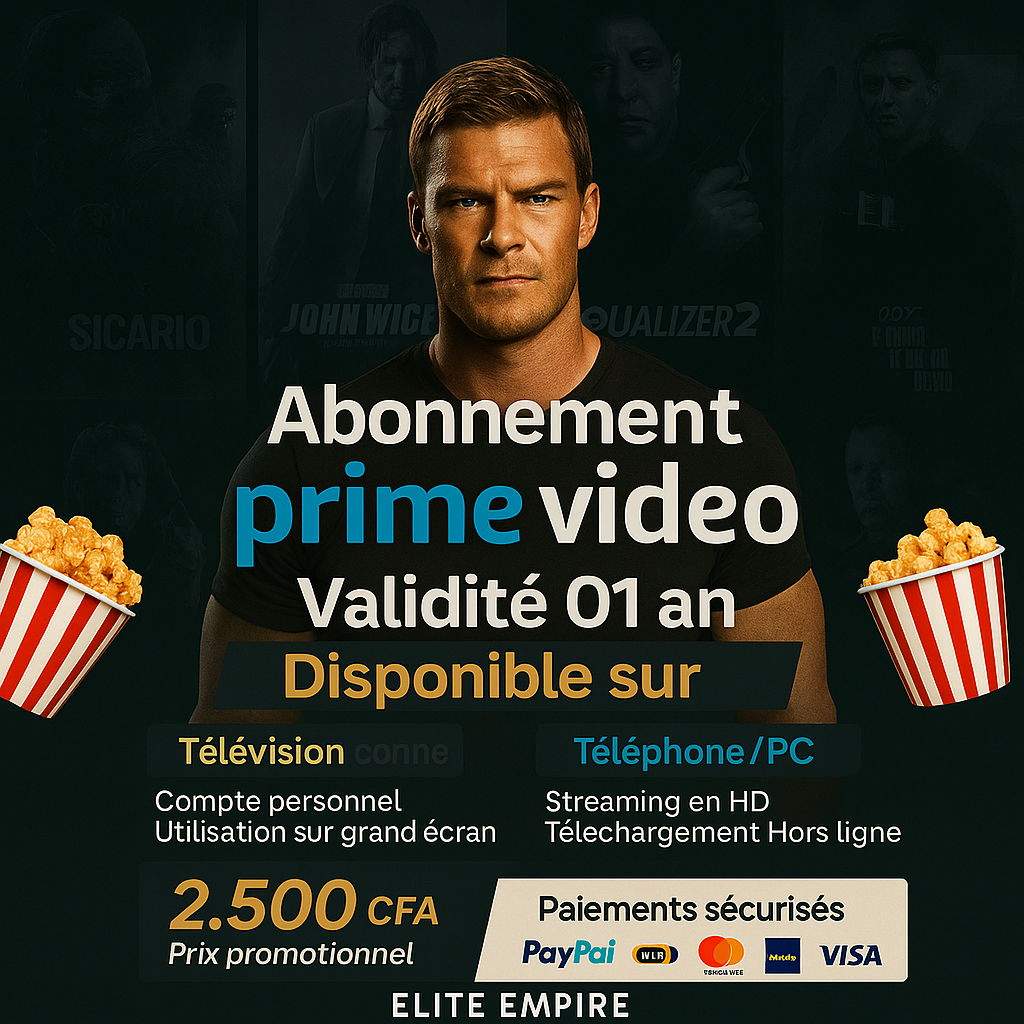 SICARIO
JOHN WICK
EQUALIZER 2
007
Abonnement
prime video
Validité 01 an
Disponible sur
Télévision conne
Téléphone/PC
Compte personnel
Utilisation sur grand écran
Streaming en HD
Télechargement Hors ligne
2.500 CFA
Prix promotionnel
Paiements sécurisés
PayPai
VISA
ELITE EMPIRE